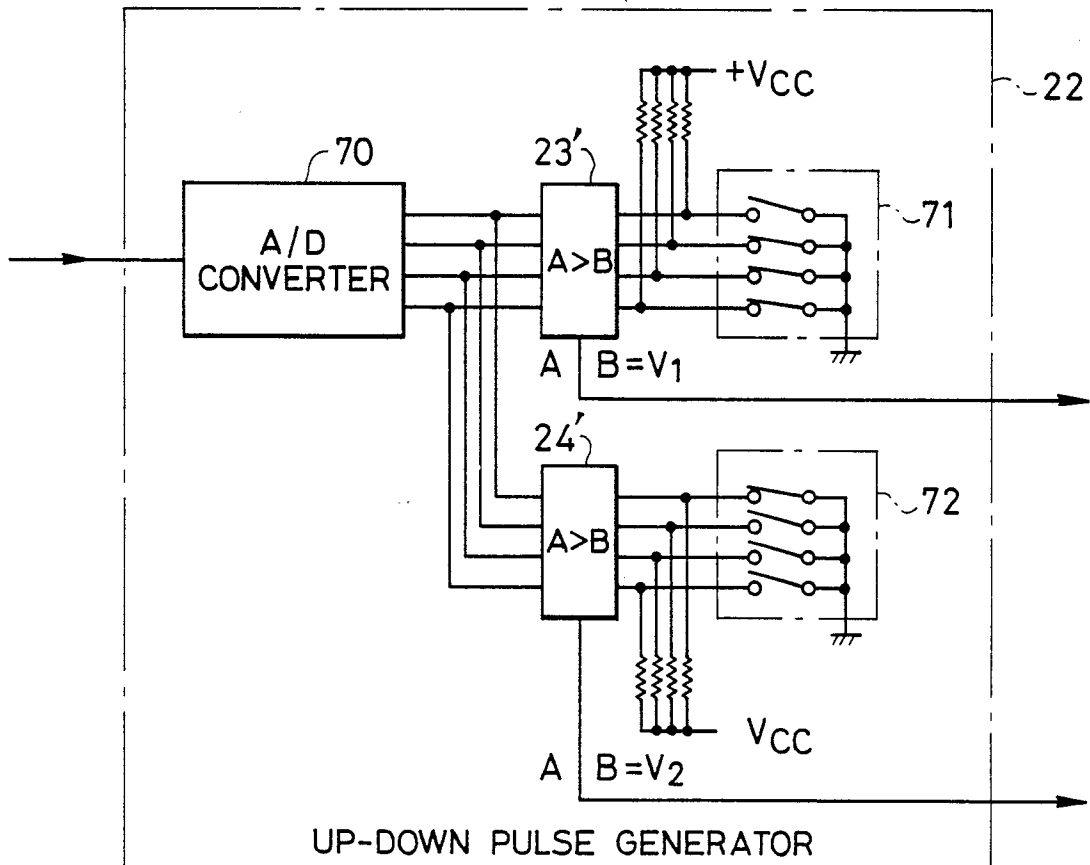 +VCC
22
70
23'
71
A/D
CONVERTER
A>B
A B=V1
24'
72
A>B
VCC
A B=V2
UP-DOWN PULSE GENERATOR